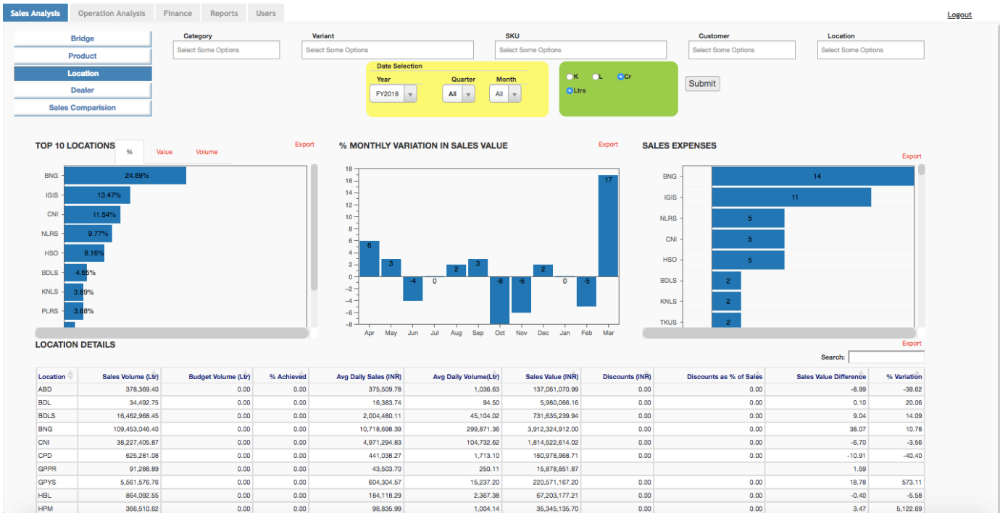 Sales Analysis Operation Analysis Finance Reports Users
Logout
Bridge
Product
Location
Dealer
Sales Comparision
Category Variant SKU Customer Location
Select Some Options Select Some Options Select Some Options Select Some Options Select Some Options
Date Selection
Year Quarter Month
FY2018 All All
K L Cr
Ltrs
Submit
TOP 10 LOCATIONS % Value Volume Export
BNG 24.89%
IGIS 13.47%
CNI 11.54%
NLRS 9.77%
HSO 8.16%
BDLS 4.65%
KNLS 3.89%
PLRS 3.88%
% MONTHLY VARIATION IN SALES VALUE Export
18
16
14
12
10
8
6
4
2
0
-2
-4
-6
-8
6 3 -4 0 2 3 -8 -6 2 0 -5 17
Apr May Jun Jul Aug Sep Oct Nov Dec Jan Feb Mar
SALES EXPENSES
Export
BNG 14
IGIS 11
NLRS 5
CNI 5
HSO 5
BDLS 2
KNLS 2
TKUS 2
LOCATION DETAILS Export
Search:
Location Sales Volume (Ltr) Budget Volume (Ltr) % Achieved Avg Daily Sales (INR) Avg Daily Volume(Ltr) Sales Value (INR) Discounts (INR) Discounts as % of Sales Sales Value Difference % Variation
ABD 378,369.40 0.00 0.00 375,509.78 1,036.63 137,061,070.99 0.00 0.00 -8.99 -39.62
BDL 34,492.75 0.00 0.00 16,383.74 94.50 5,980,066.16 0.00 0.00 0.10 20.06
BDLS 16,462,968.45 0.00 0.00 2,004,480.11 45,104.02 731,635,239.94 0.00 0.00 9.04 14.09
BNG 109,453,046.40 0.00 0.00 10,718,698.39 299,871.36 3,912,324,912.00 0.00 0.00 38.07 10.78
CNI 38,227,405.87 0.00 0.00 4,971,294.83 104,732.62 1,814,522,614.02 0.00 0.00 -6.70 -3.56
CPD 625,281.08 0.00 0.00 441,038.27 1,713.10 160,978,968.71 0.00 0.00 -10.91 -40.40
GPPR 91,288.89 0.00 0.00 43,503.70 250.11 15,878,851.87 1.59
GPYS 5,561,576.76 0.00 0.00 604,304.57 15,237.20 220,571,167.20 0.00 0.00 18.78 573.11
HBL 864,092.55 0.00 0.00 184,118.29 2,367.38 67,203,177.21 0.00 0.00 -0.40 -5.58
HPM 366,510.62 0.00 0.00 96,835.99 1,004.14 35,345,135.70 0.00 0.00 3.47 5,122.69